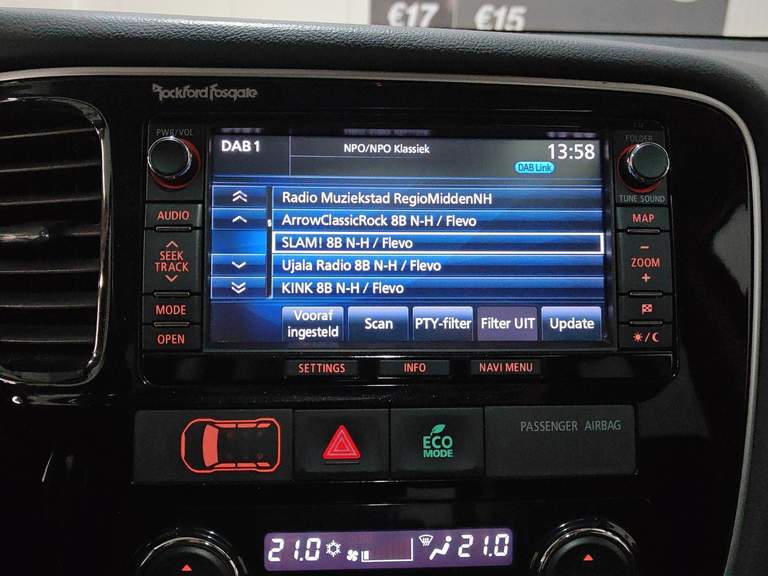 €17 €15
Rockford Fosgate
PWR/VOL
FOLDER
DAB 1
NPO/NPO Klassiek
13:58
DAB Link
TUNE SOUND
Radio Muziekstad RegioMiddenNH
ArrowClassicRock 8B N-H / Flevo
SLAM! 8B N-H / Flevo
Ujala Radio 8B N-H / Flevo
KINK 8B N-H / Flevo
Vooraf
ingesteld
Scan
PTY-filter
Filter UIT
Update
AUDIO
SEEK
TRACK
MODE
OPEN
MAP
−
ZOOM
+
SETTINGS
INFO
NAVI MENU
ECO
MODE
PASSENGER AIRBAG
21.0
21.0